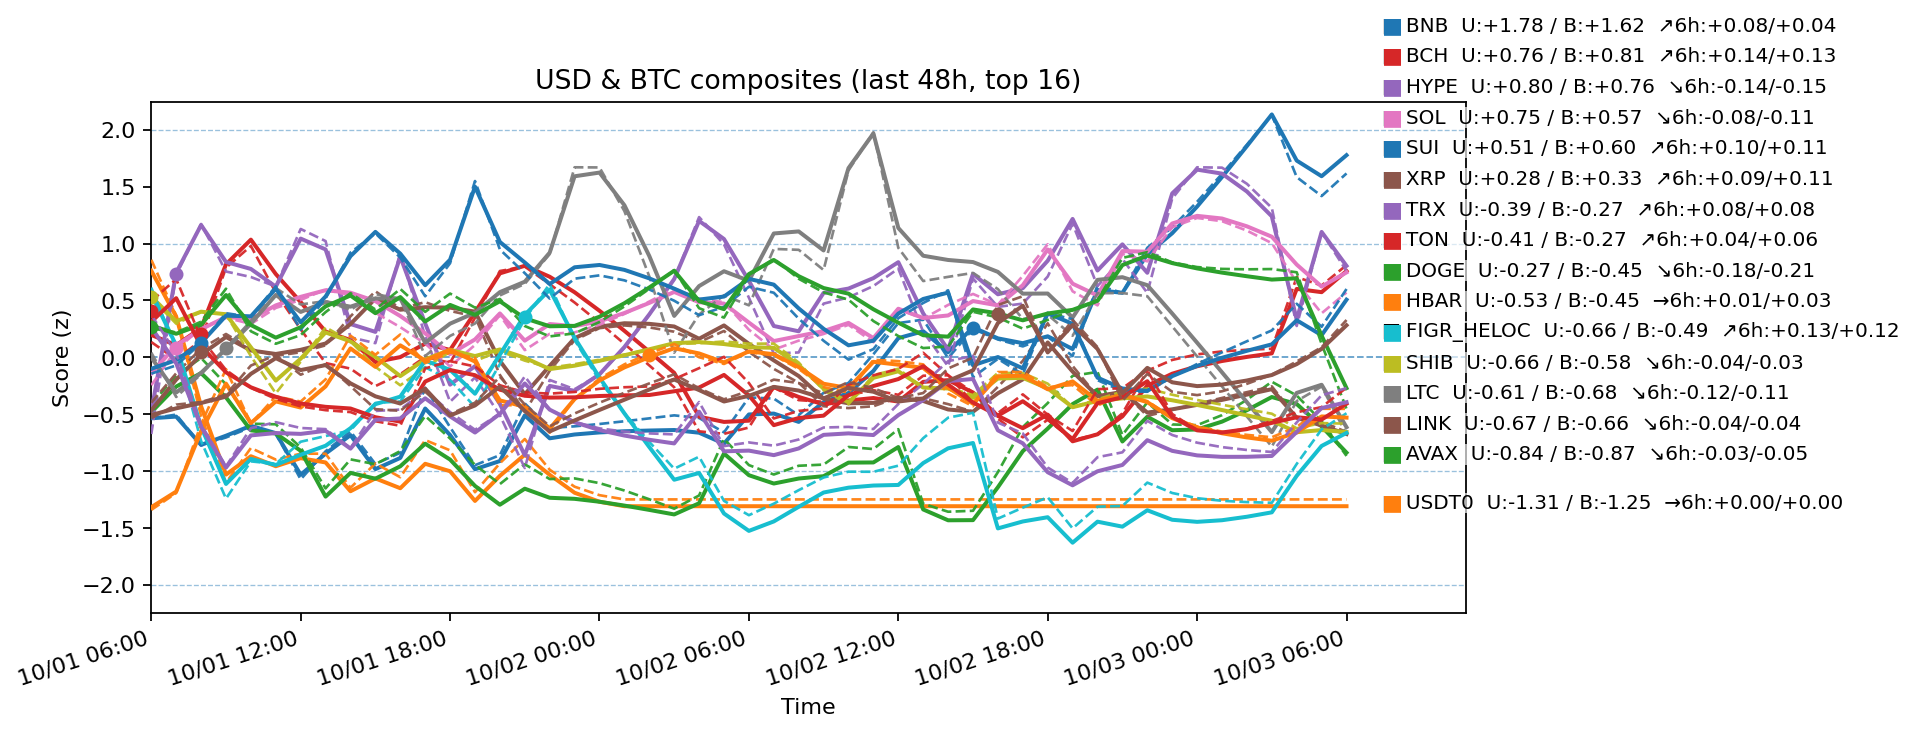 USD & BTC composites (last 48h, top 16)
BNB  U:+1.78 / B:+1.62  ↗6h:+0.08/+0.04
BCH  U:+0.76 / B:+0.81  ↗6h:+0.14/+0.13
HYPE  U:+0.80 / B:+0.76  ↘6h:-0.14/-0.15
SOL  U:+0.75 / B:+0.57  ↘6h:-0.08/-0.11
SUI  U:+0.51 / B:+0.60  ↗6h:+0.10/+0.11
XRP  U:+0.28 / B:+0.33  ↗6h:+0.09/+0.11
TRX  U:-0.39 / B:-0.27  ↗6h:+0.08/+0.08
TON  U:-0.41 / B:-0.27  ↗6h:+0.04/+0.06
DOGE  U:-0.27 / B:-0.45  ↘6h:-0.18/-0.21
HBAR  U:-0.53 / B:-0.45  →6h:+0.01/+0.03
FIGR_HELOC  U:-0.66 / B:-0.49  ↗6h:+0.13/+0.12
SHIB  U:-0.66 / B:-0.58  ↘6h:-0.04/-0.03
LTC  U:-0.61 / B:-0.68  ↘6h:-0.12/-0.11
LINK  U:-0.67 / B:-0.66  ↘6h:-0.04/-0.04
AVAX  U:-0.84 / B:-0.87  ↘6h:-0.03/-0.05
USDT0  U:-1.31 / B:-1.25  →6h:+0.00/+0.00
Score (z)
2.0
1.5
1.0
0.5
0.0
−0.5
−1.0
−1.5
−2.0
10/01 06:00
10/01 12:00
10/01 18:00
10/02 00:00
10/02 06:00
10/02 12:00
10/02 18:00
10/03 00:00
10/03 06:00
Time